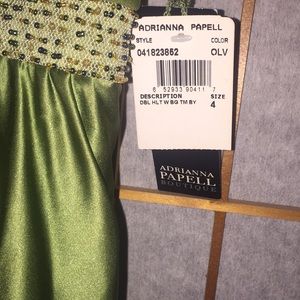 ADRIANNA PAPELL
STYLE COLOR
041823862 OLV
6 52933 90411 7
DESCRIPTION SIZE
DBL HLT W BG TM BY 4
ADRIANNA
PAPELL
BOUTIQUE